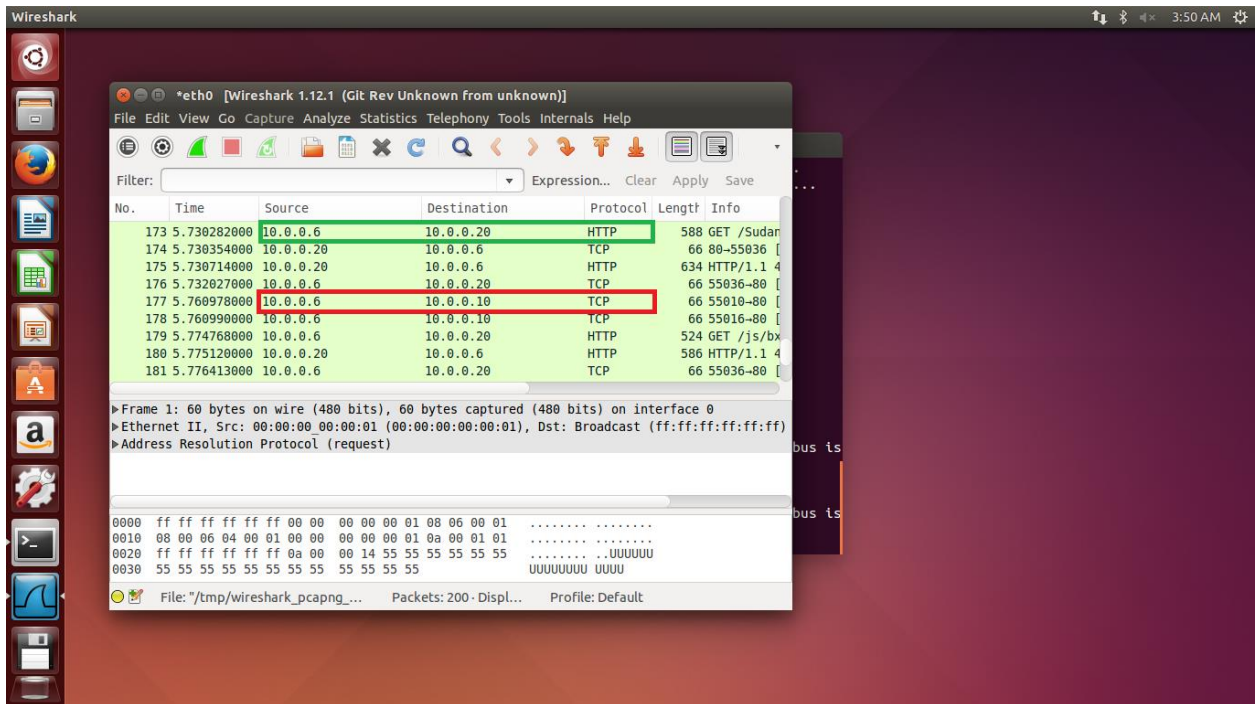 Wireshark 3:50 AM
*eth0 [Wireshark 1.12.1 (Git Rev Unknown from unknown)]
File Edit View Go Capture Analyze Statistics Telephony Tools Internals Help
Filter: Expression... Clear Apply Save
...
No. Time Source Destination Protocol Length Info
173 5.730282000 10.0.0.6 10.0.0.20 HTTP 588 GET /Sudan
174 5.730354000 10.0.0.20 10.0.0.6 TCP 66 80→55036 [
175 5.730714000 10.0.0.20 10.0.0.6 HTTP 634 HTTP/1.1 4
176 5.732027000 10.0.0.6 10.0.0.20 TCP 66 55036→80 [
177 5.760978000 10.0.0.6 10.0.0.10 TCP 66 55010→80 [
178 5.760990000 10.0.0.6 10.0.0.10 TCP 66 55016→80 [
179 5.774768000 10.0.0.6 10.0.0.20 HTTP 524 GET /js/bx
180 5.775120000 10.0.0.20 10.0.0.6 HTTP 586 HTTP/1.1 4
181 5.776413000 10.0.0.6 10.0.0.20 TCP 66 55036→80 [
Frame 1: 60 bytes on wire (480 bits), 60 bytes captured (480 bits) on interface 0
Ethernet II, Src: 00:00:00_00:00:01 (00:00:00:00:00:01), Dst: Broadcast (ff:ff:ff:ff:ff:ff)
Address Resolution Protocol (request)
bus is
bus is
0000 ff ff ff ff ff ff 00 00 00 00 00 01 08 06 00 01 ........ ........
0010 08 00 06 04 00 01 00 00 00 00 00 01 0a 00 01 01 ........ ........
0020 ff ff ff ff ff ff 0a 00 00 14 55 55 55 55 55 55 ........ ..UUUUUU
0030 55 55 55 55 55 55 55 55 55 55 55 55 UUUUUUUU UUUU
File: "/tmp/wireshark_pcapng_... Packets: 200 · Displ... Profile: Default